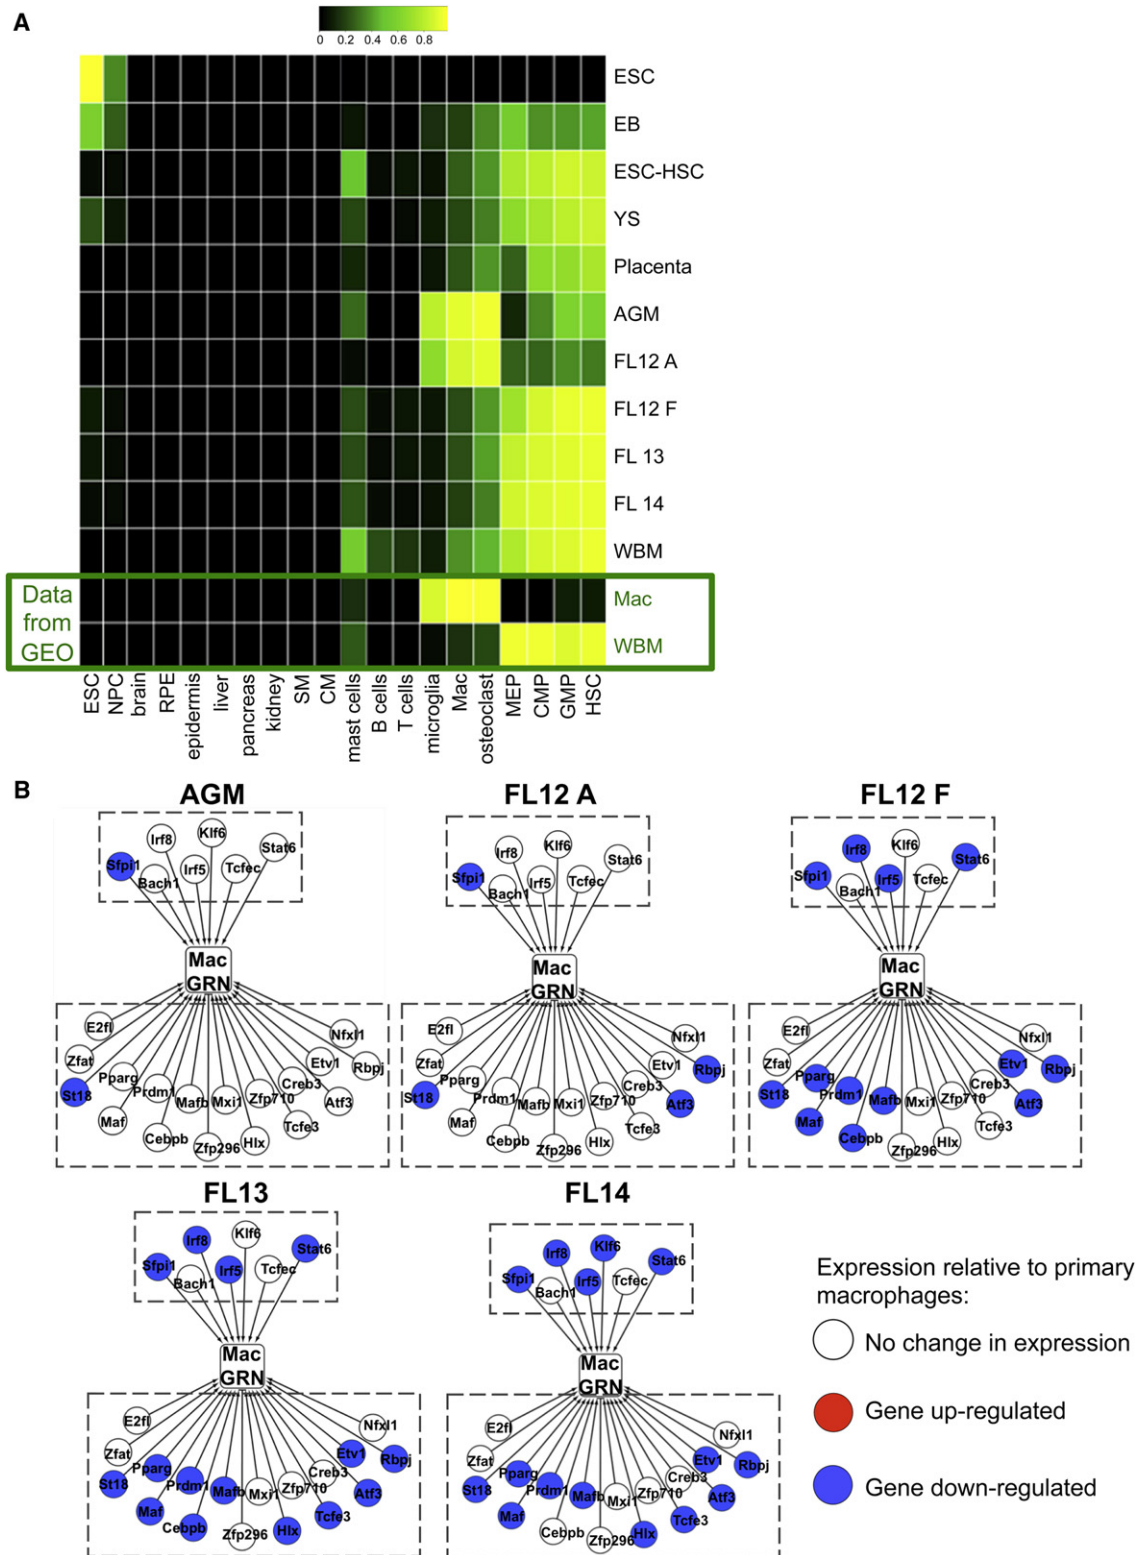 A
0 0.2 0.4 0.6 0.8
ESC
EB
ESC-HSC
YS
Placenta
AGM
FL12 A
FL12 F
FL 13
FL 14
WBM
Data
from
GEO
Mac
WBM
ESC
NPC
brain
RPE
epidermis
liver
pancreas
kidney
SM
CM
mast cells
B cells
T cells
microglia
Mac
osteoclast
MEP
CMP
GMP
HSC
B
AGM
Sfpi1
Irf8
Klf6
Stat6
Bach1
Irf5
Tcfec
Mac
GRN
E2fl
Nfxl1
Zfat
Pparg
Prdm1
Etv1
Rbpj
St18
Mafb
Mxi1
Zfp710
Creb3
Atf3
Maf
Cebpb
Zfp296
Hlx
Tcfe3
FL12 A
Sfpi1
Irf8
Klf6
Stat6
Bach1
Irf5
Tcfec
Mac
GRN
E2fl
Nfxl1
Zfat
Pparg
Prdm1
Etv1
Rbpj
St18
Mafb
Mxi1
Zfp710
Creb3
Atf3
Maf
Cebpb
Zfp296
Hlx
Tcfe3
FL12 F
Sfpi1
Irf8
Klf6
Stat6
Bach1
Irf5
Tcfec
Mac
GRN
E2fl
Nfxl1
Zfat
Pparg
Prdm1
Etv1
Rbpj
St18
Mafb
Mxi1
Zfp710
Creb3
Atf3
Maf
Cebpb
Zfp296
Hlx
Tcfe3
FL13
Sfpi1
Irf8
Klf6
Stat6
Bach1
Irf5
Tcfec
Mac
GRN
E2fl
Nfxl1
Zfat
Pparg
Prdm1
Etv1
Rbpj
St18
Mafb
Mxi1
Zfp710
Creb3
Atf3
Maf
Cebpb
Zfp296
Hlx
Tcfe3
FL14
Sfpi1
Irf8
Klf6
Stat6
Bach1
Irf5
Tcfec
Mac
GRN
E2fl
Nfxl1
Zfat
Pparg
Prdm1
Etv1
Rbpj
St18
Mafb
Mxi1
Zfp710
Creb3
Atf3
Maf
Cebpb
Zfp296
Hlx
Tcfe3
Expression relative to primary
macrophages:
No change in expression
Gene up-regulated
Gene down-regulated